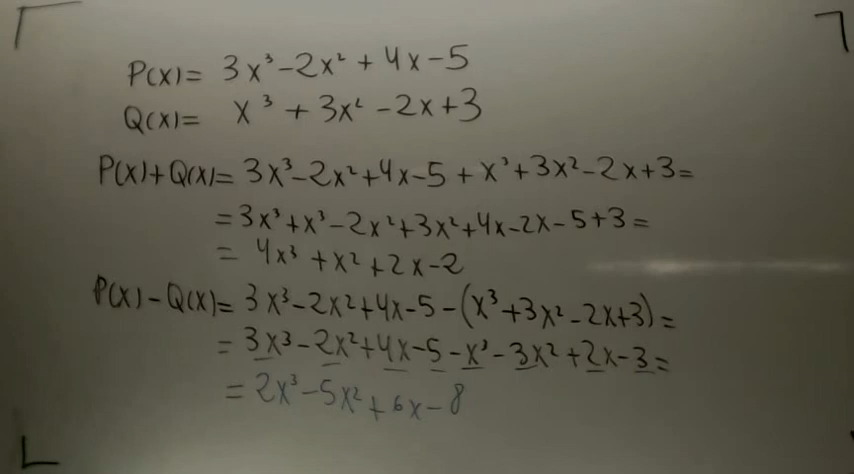 P(X)= 3x³-2x²+4x-5
Q(X)= x³+3x²-2x+3
P(X)+Q(X)= 3x³-2x²+4x-5+x³+3x²-2x+3=
=3x³+x³-2x²+3x²+4x-2x-5+3=
= 4x³+x²+2x-2
P(X)-Q(X)= 3x³-2x²+4x-5-(x³+3x²-2x+3)=
= 3x³-2x²+4x-5-x³-3x²+2x-3=
= 2x³-5x²+6x-8